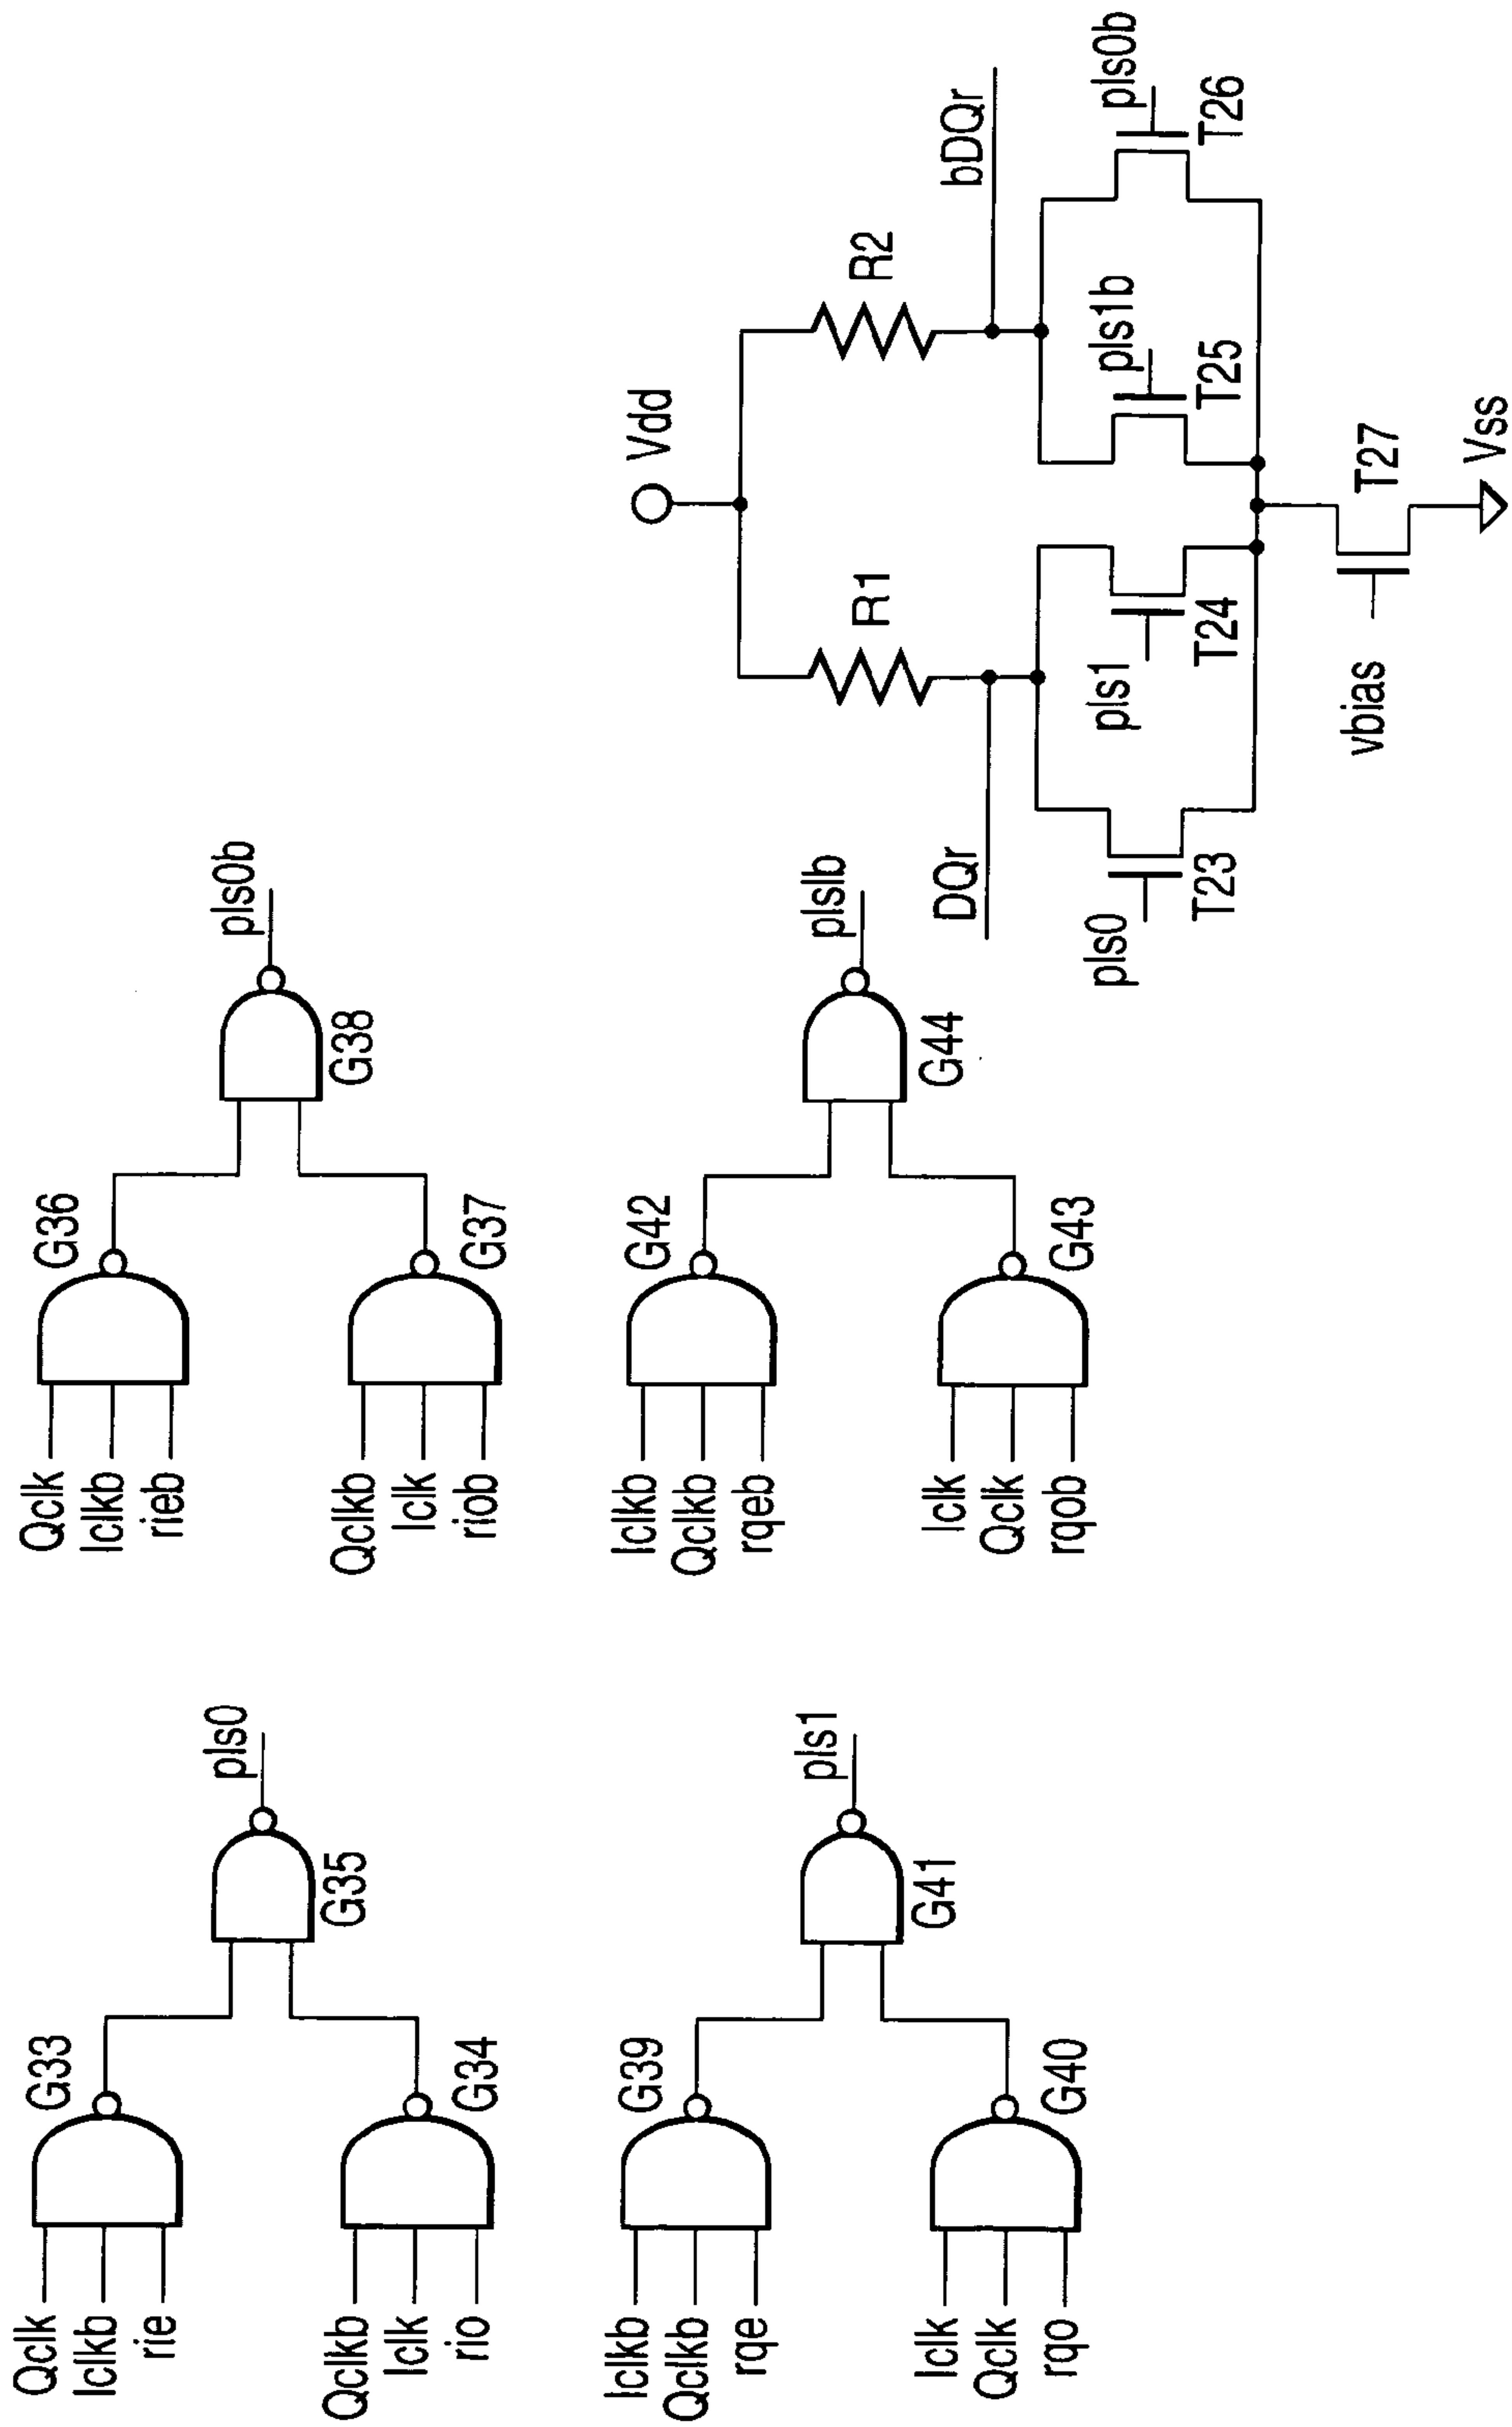 Qclk
Iclkb
rie
G33
Qclkb
Iclk
rio
G34
G35
pls0
Qclk
Iclkb
rieb
G36
Qclkb
Iclk
riob
G37
G38
pls0b
Iclkb
Qclkb
rqe
G39
Iclk
Qclk
rqo
G40
G41
pls1
Iclkb
Qclkb
rqeb
G42
Iclk
Qclk
rqob
G43
G44
plslb
Vdd
R1
R2
DQr
bDQr
pls0
T23
pls1
T24
pls1b
T25
pls0b
T26
vbias
T27
Vss